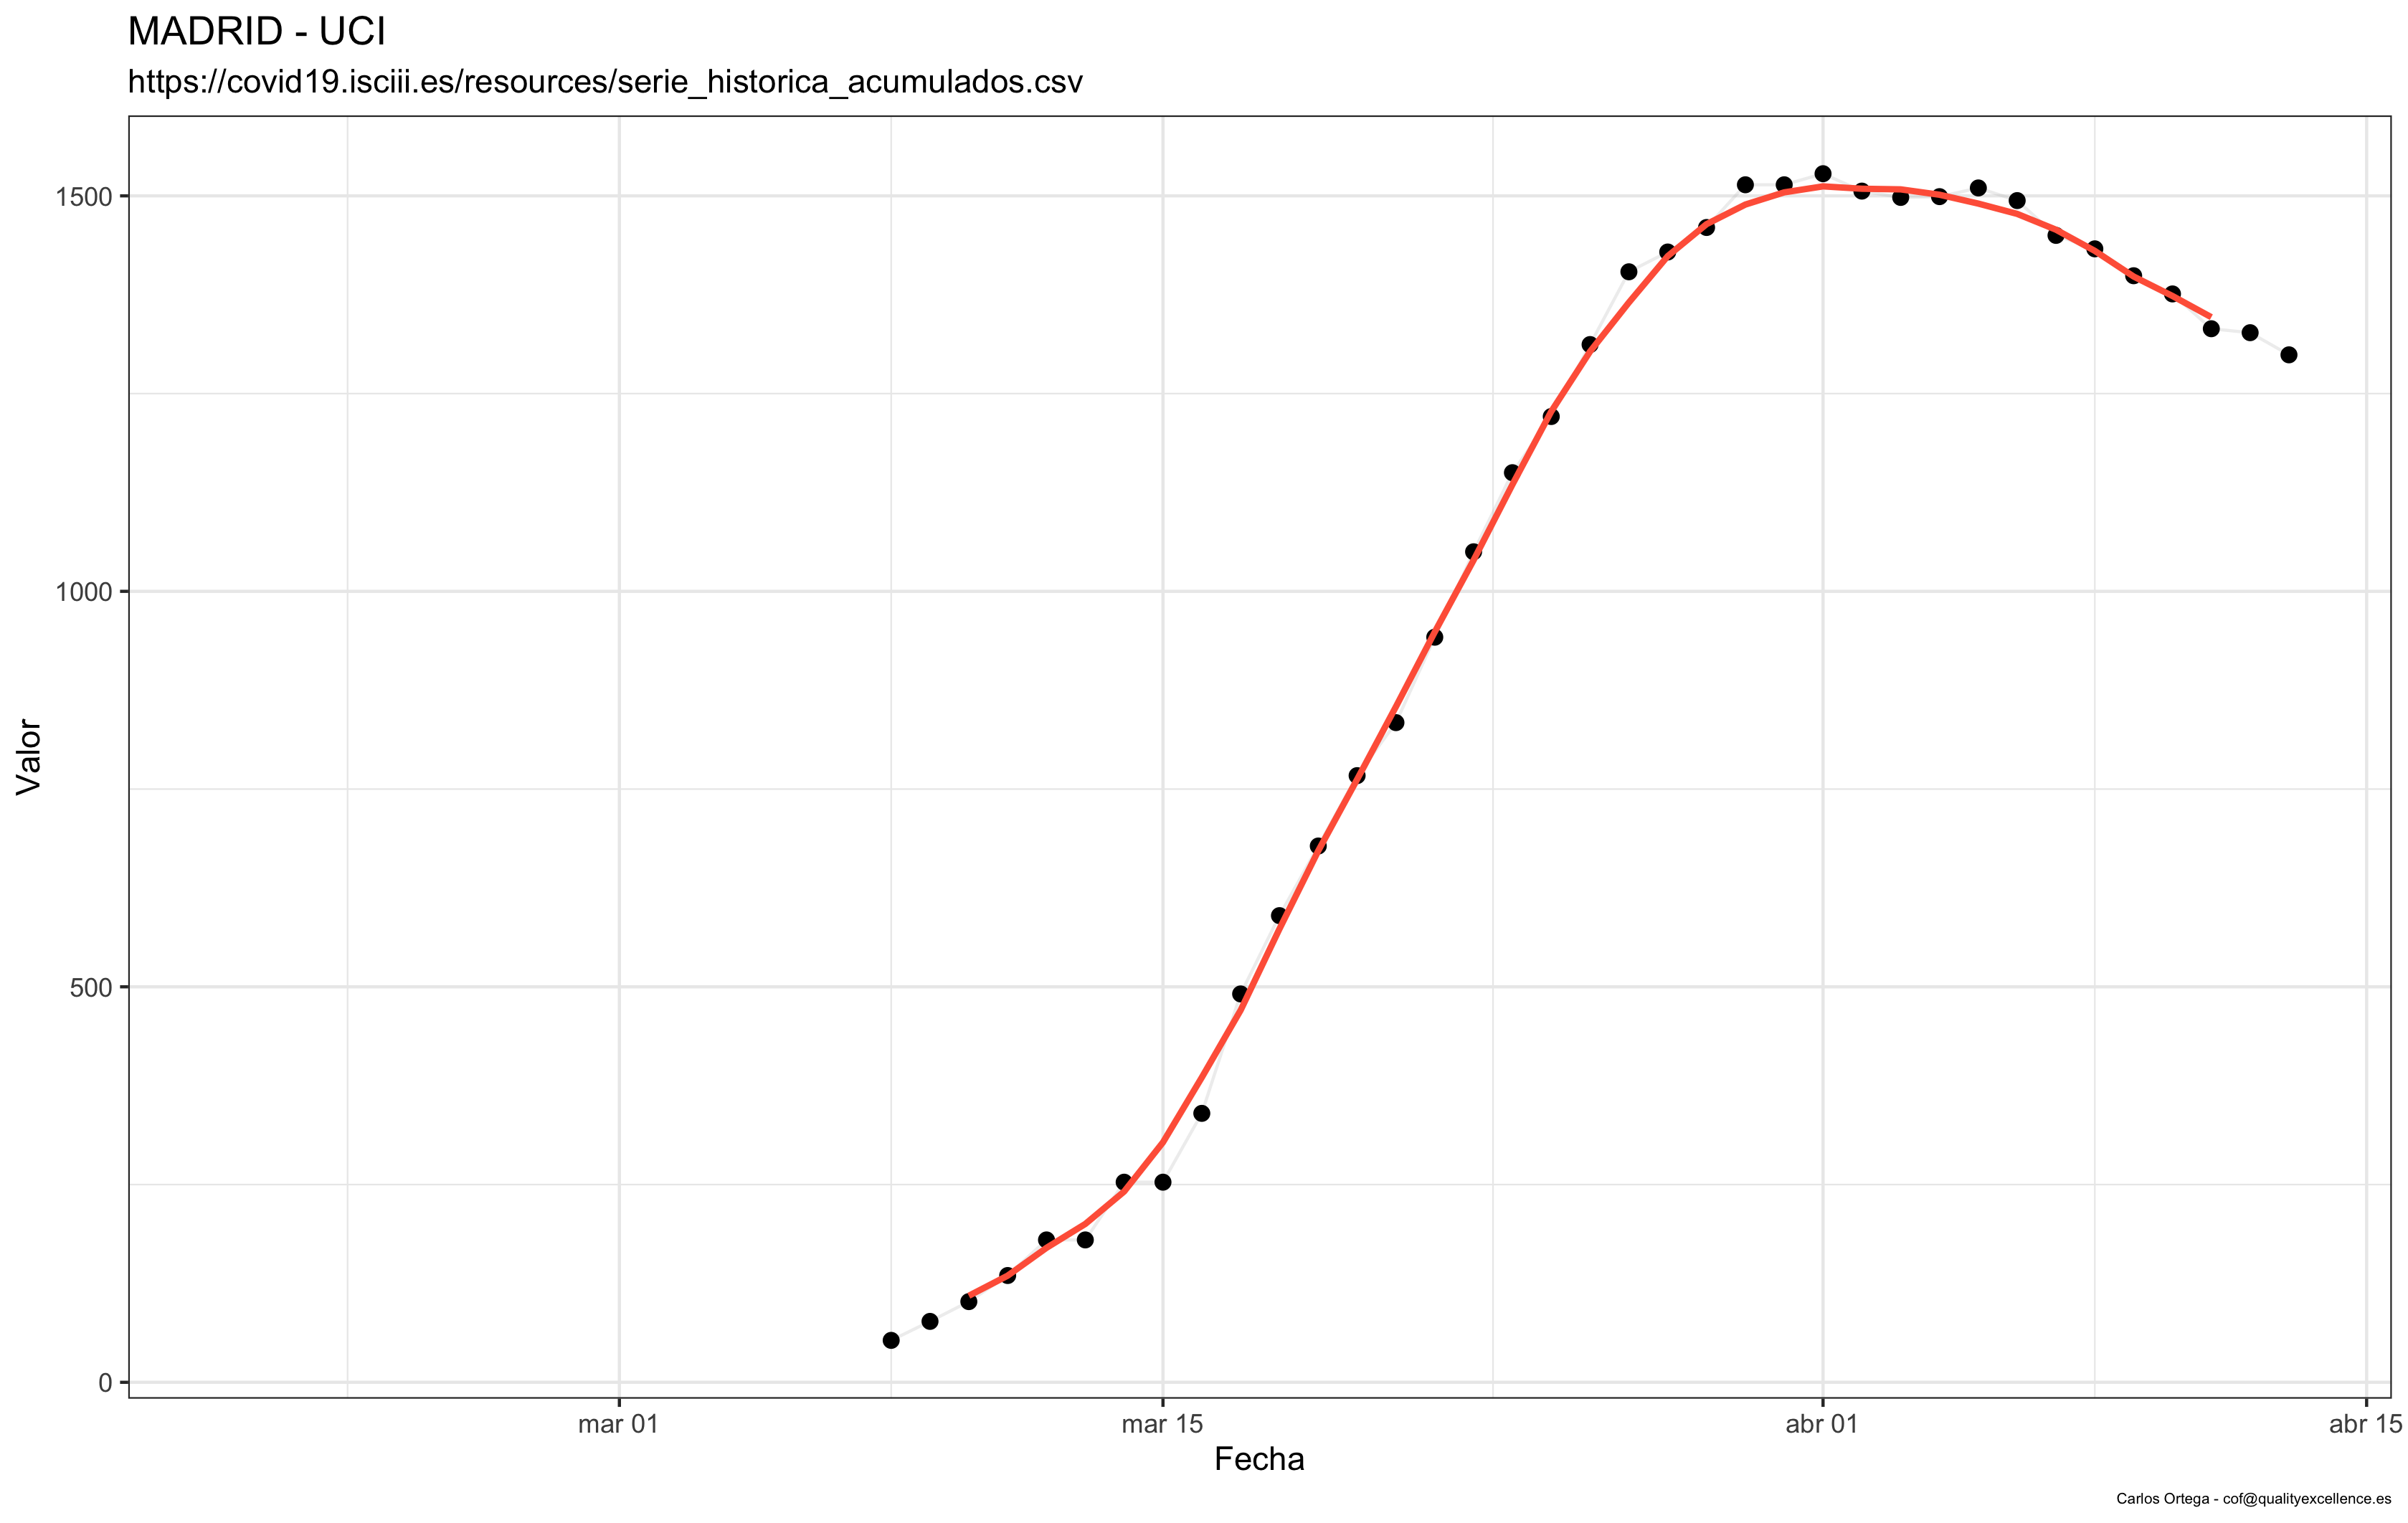 MADRID - UCI
https://covid19.isciii.es/resources/serie_historica_acumulados.csv
Valor
1500
1000
500
0
mar 01
mar 15
abr 01
abr 15
Fecha
Carlos Ortega - cof@qualityexcellence.es